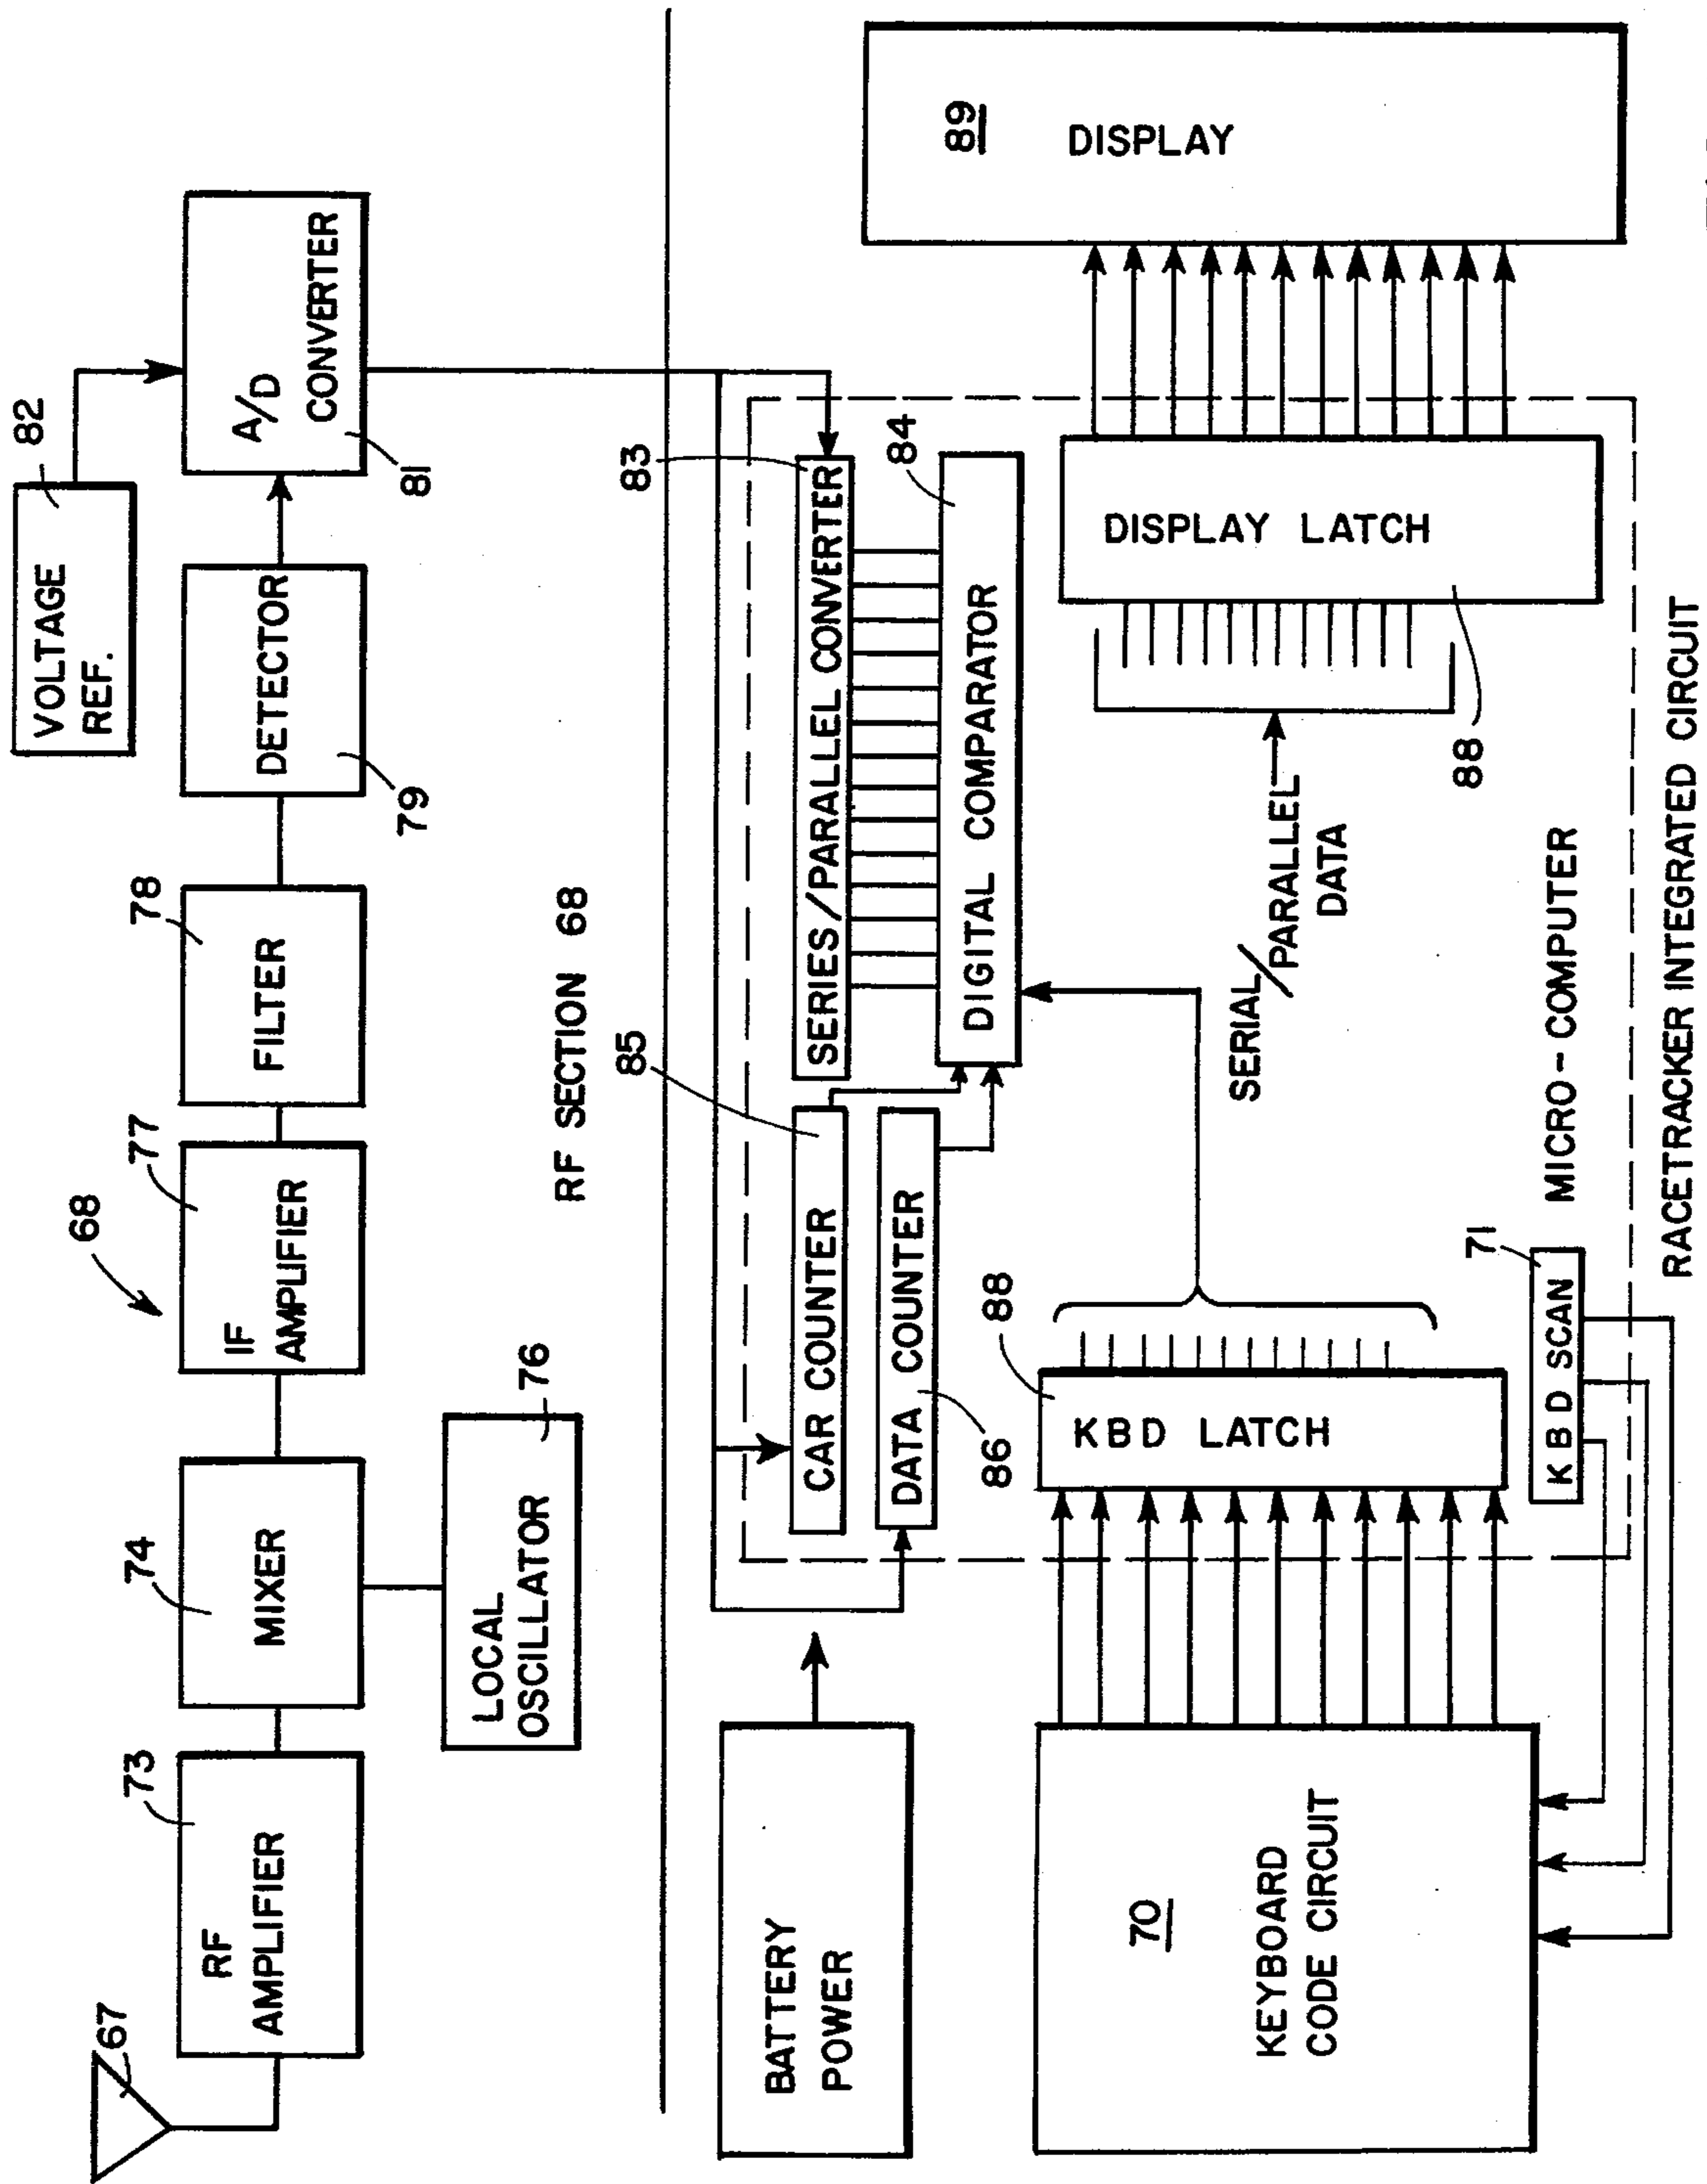 67
73
RF
AMPLIFIER
74
MIXER
LOCAL
OSCILLATOR
76
68
77
IF
AMPLIFIER
78
FILTER
79
DETECTOR
VOLTAGE
REF.
82
A/D
CONVERTER
81
RF SECTION 68
BATTERY
POWER
85
CAR COUNTER
DATA COUNTER
86
83
SERIES/PARALLEL CONVERTER
84
DIGITAL COMPARATOR
70
KEYBOARD
CODE CIRCUIT
88
KBD LATCH
71
KBD SCAN
SERIAL/
PARALLEL
DATA
DISPLAY LATCH
88
89
DISPLAY
MICRO-COMPUTER
RACETRACKER INTEGRATED CIRCUIT